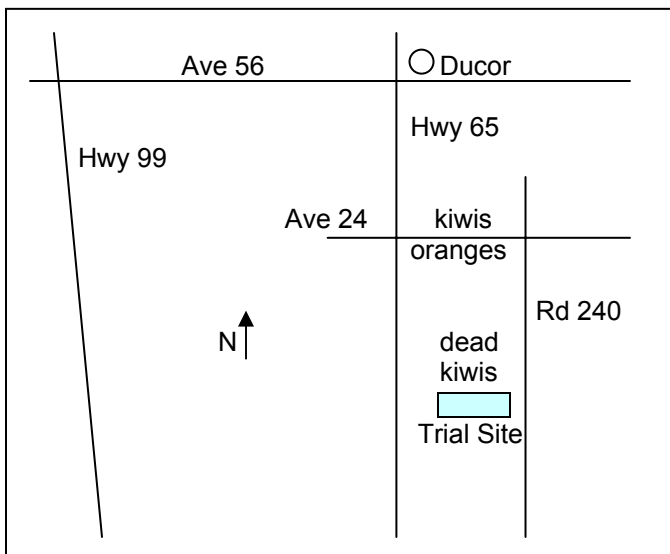 Ave 56
Ducor
Hwy 65
Hwy 99
Ave 24
kiwis
oranges
Rd 240
N
dead
kiwis
Trial Site